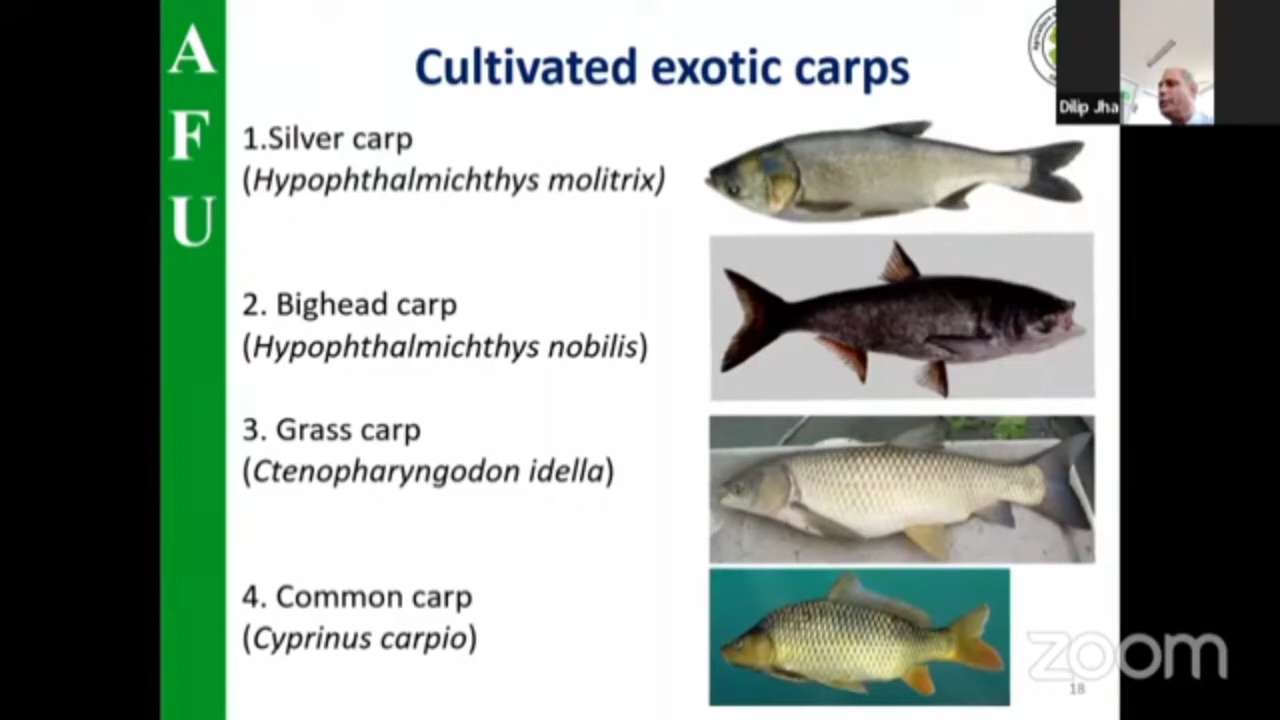 A
F
U
Cultivated exotic carps
Dilip Jha
1.Silver carp
(Hypophthalmichthys molitrix)
2. Bighead carp
(Hypophthalmichthys nobilis)
3. Grass carp
(Ctenopharyngodon idella)
4. Common carp
(Cyprinus carpio)
zoom
18